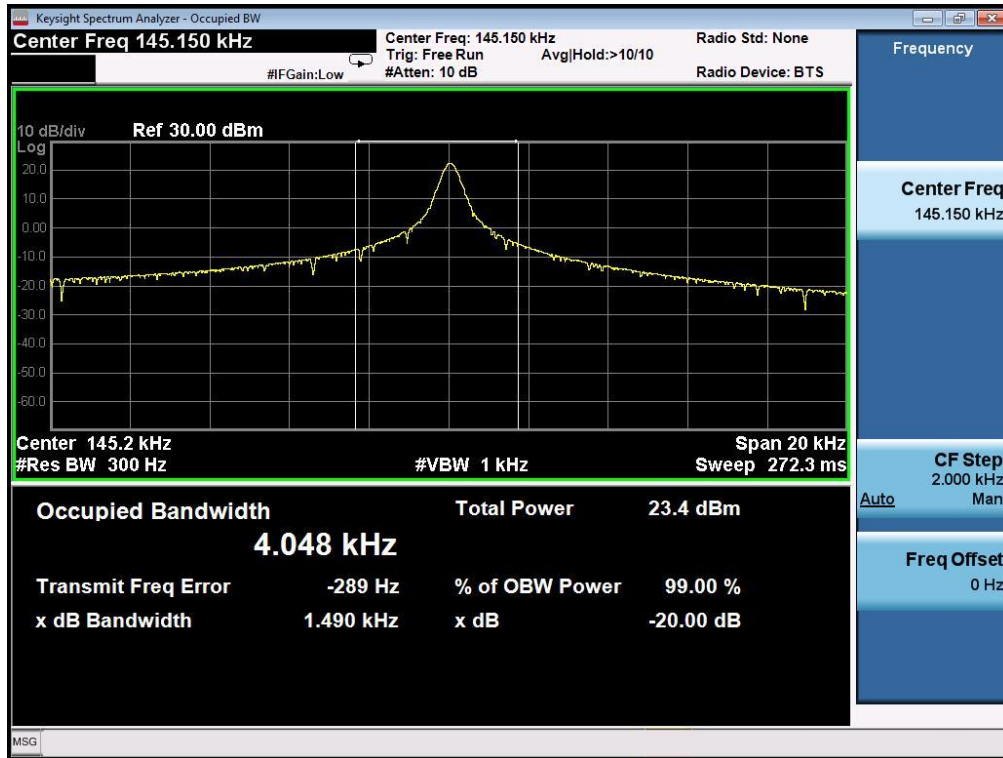 Keysight Spectrum Analyzer - Occupied BW
Center Freq 145.150 kHz
#IFGain:Low
Center Freq: 145.150 kHz
Trig: Free Run Avg|Hold:>10/10
#Atten: 10 dB
Radio Std: None
Radio Device: BTS
10 dB/div Ref 30.00 dBm
Log
20.0
10.0
0.00
-10.0
-20.0
-30.0
-40.0
-50.0
-60.0
Center 145.2 kHz Span 20 kHz
#Res BW 300 Hz #VBW 1 kHz Sweep 272.3 ms
Occupied Bandwidth Total Power 23.4 dBm
4.048 kHz
Transmit Freq Error -289 Hz % of OBW Power 99.00 %
x dB Bandwidth 1.490 kHz x dB -20.00 dB
Frequency
Center Freq
145.150 kHz
CF Step
2.000 kHz
Auto Man
Freq Offset
0 Hz
MSG